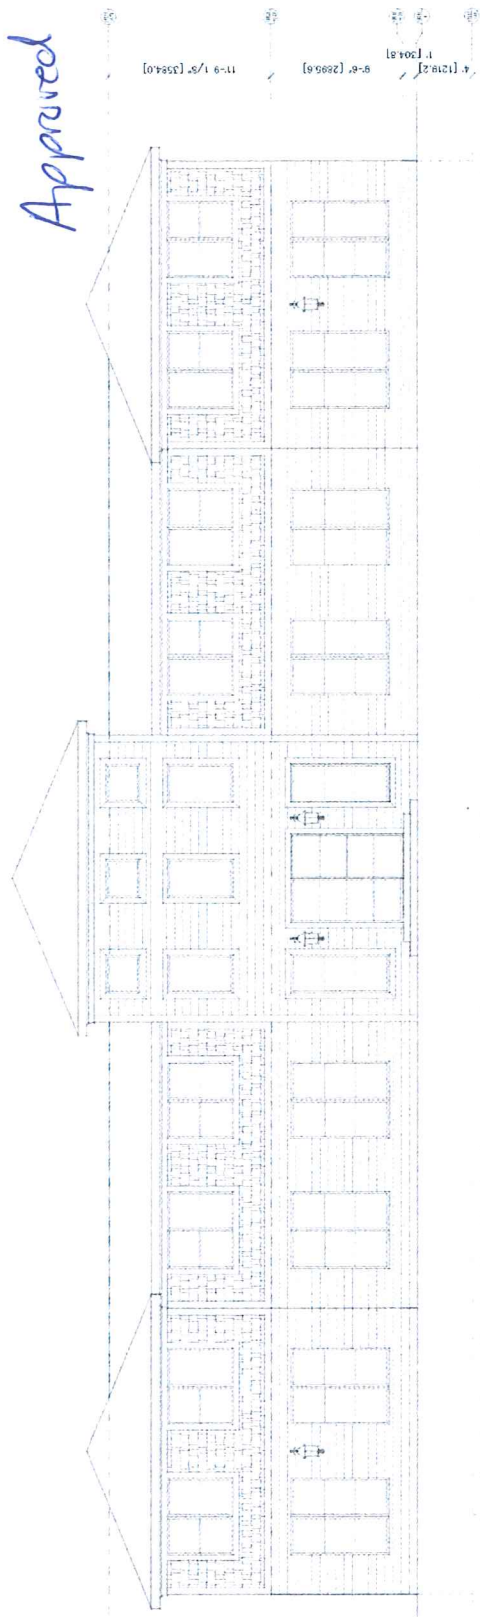 Approved
11'-9 1/8" [3584.0]
9'-6" [2895.6]
1' [304.8]
4' [1219.2]